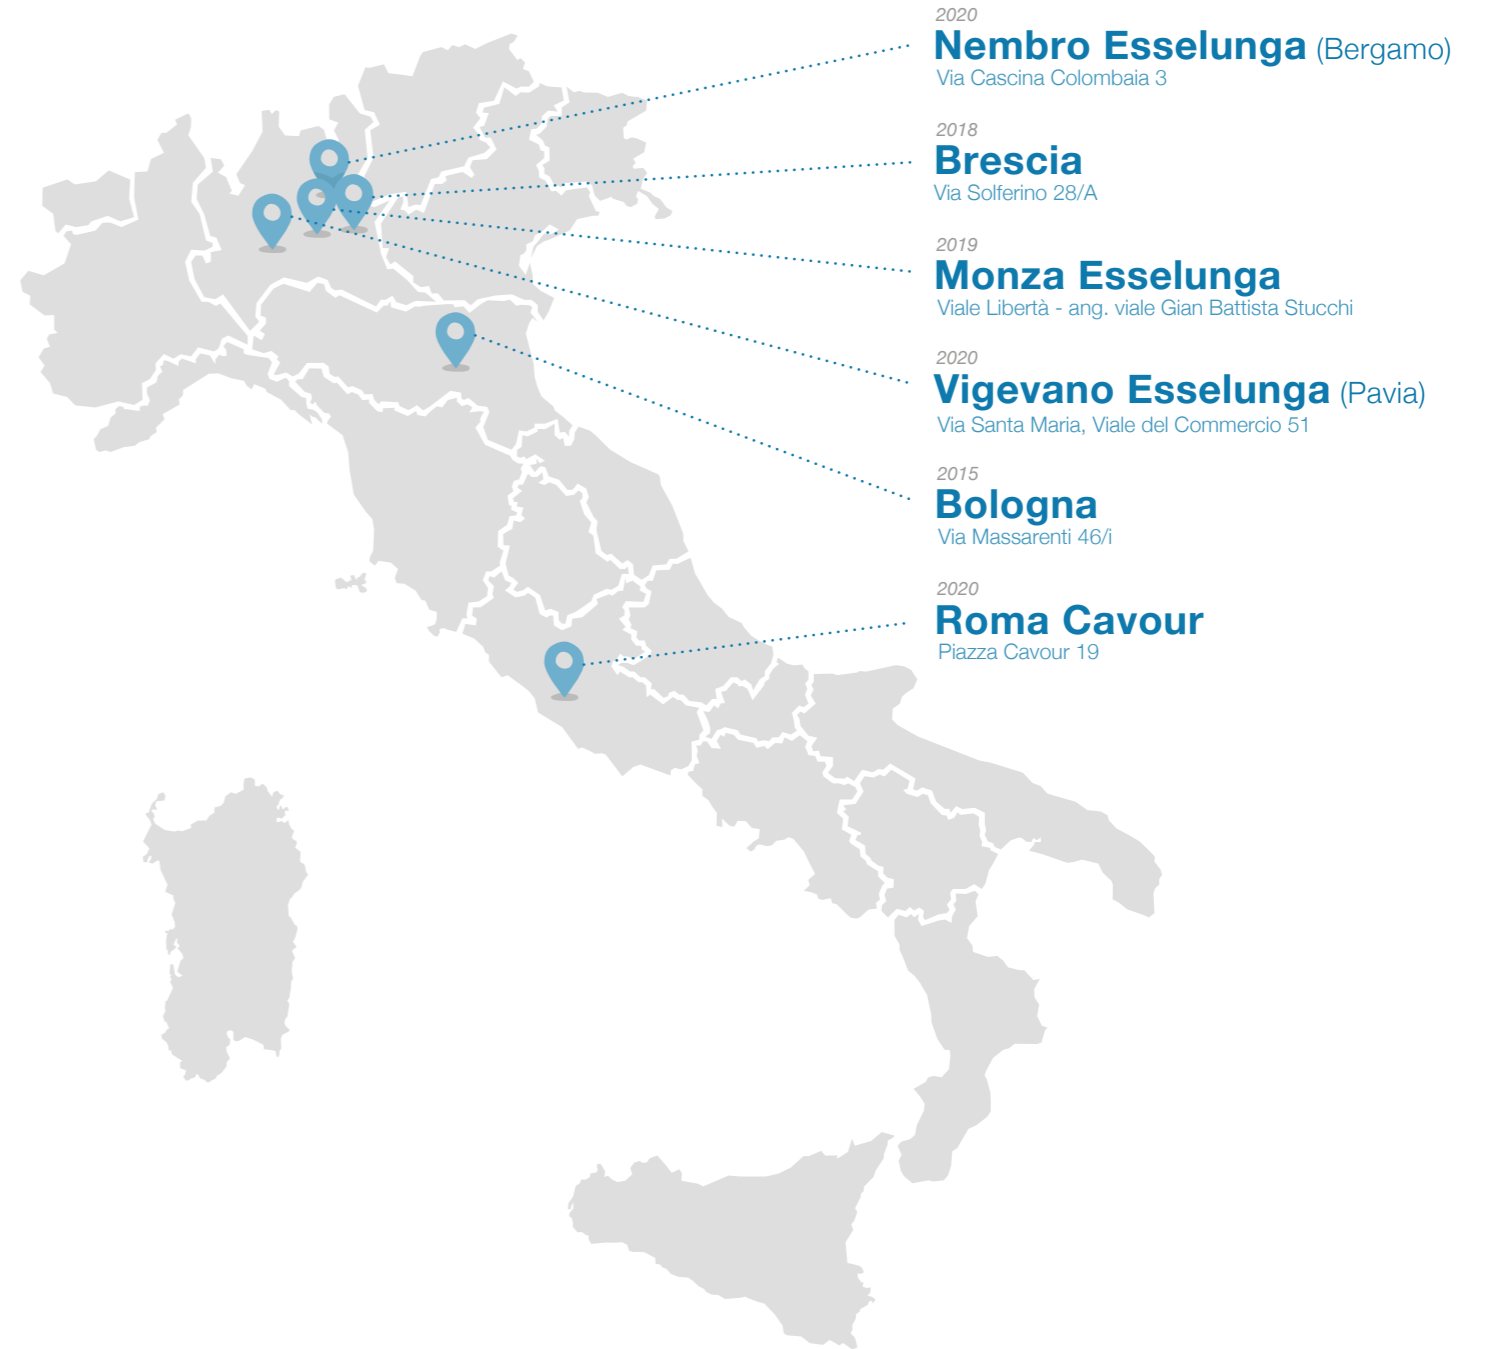 2020
Nembro Esselunga (Bergamo)
Via Cascina Colombaia 3
2018
Brescia
Via Solferino 28/A
2019
Monza Esselunga
Viale Libertà - ang. viale Gian Battista Stucchi
2020
Vigevano Esselunga (Pavia)
Via Santa Maria, Viale del Commercio 51
2015
Bologna
Via Massarenti 46/i
2020
Roma Cavour
Piazza Cavour 19